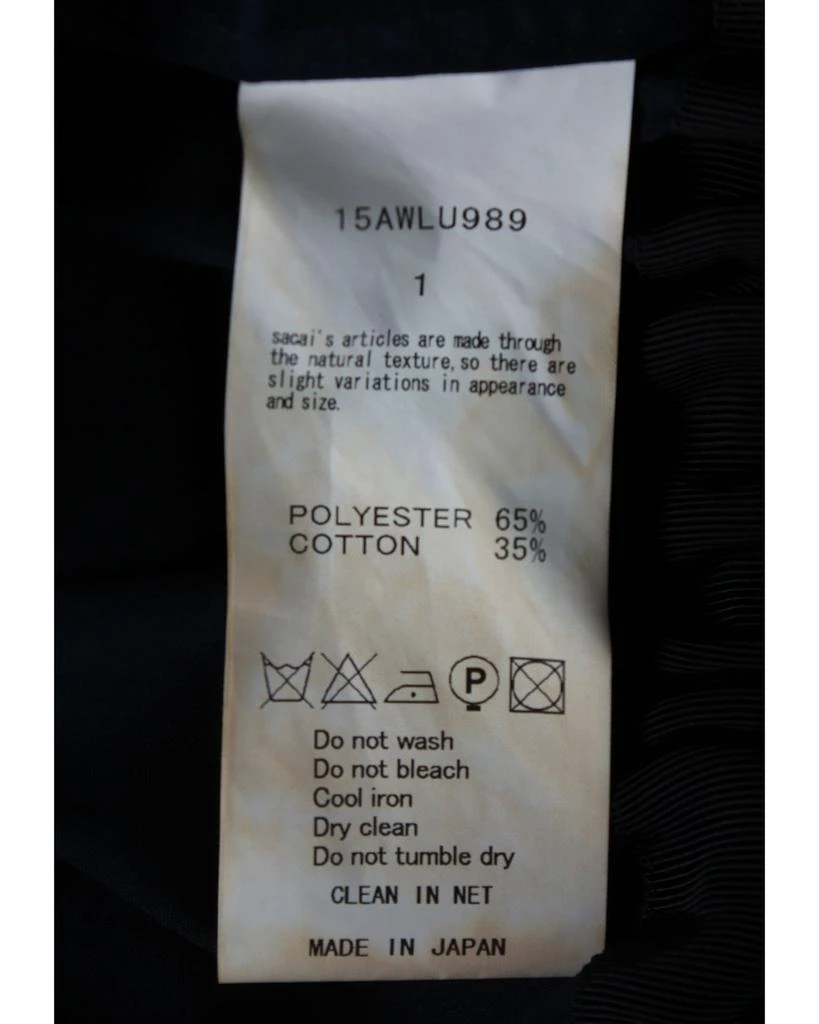 15AWLU989
1
sacai's articles are made through
the natural texture, so there are
slight variations in appearance
and size.
POLYESTER 65%
COTTON 35%
P
Do not wash
Do not bleach
Cool iron
Dry clean
Do not tumble dry
CLEAN IN NET
MADE IN JAPAN